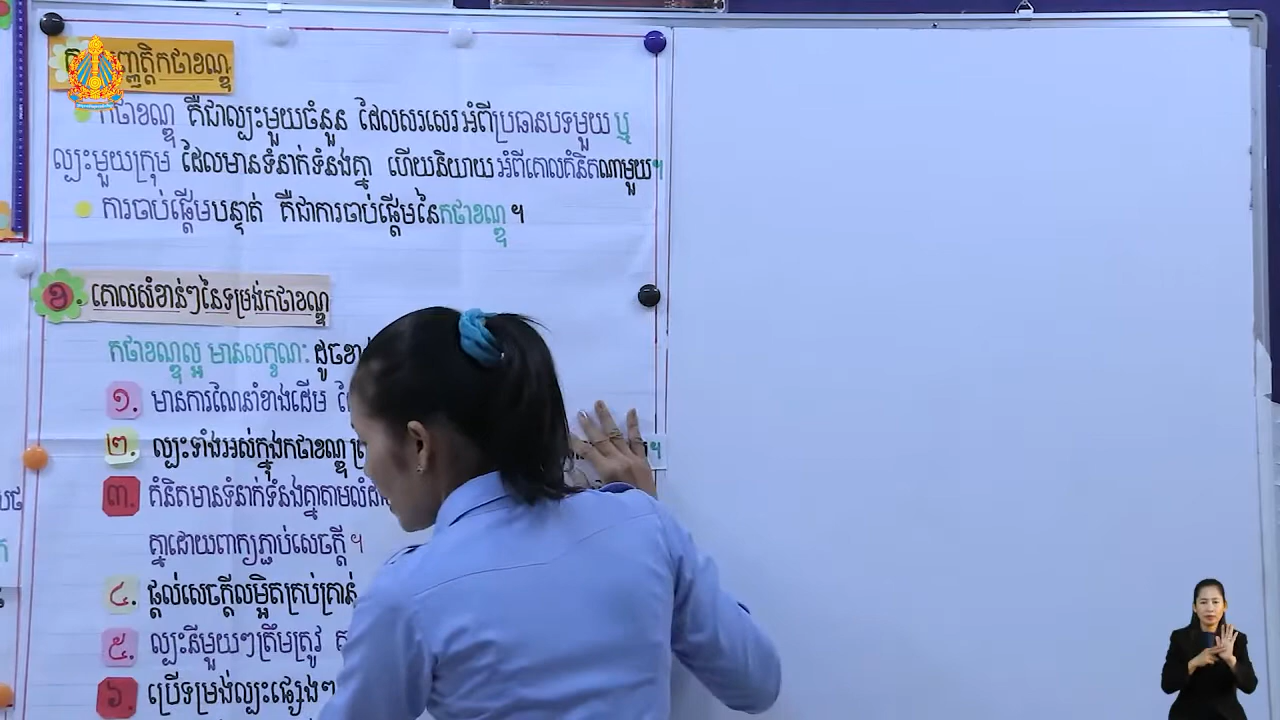 បញ្ញត្តិកថាខណ្ឌ
កថាខណ្ឌ គឺជាល្បះមួយចំនួន ដែលសរសេរអំពីប្រធានបទមួយ ឬ
ល្បះមួយក្រុម ដែលមានទំនាក់ទំនងគ្នា ហើយនិយាយអំពីគោលគំនិតណាមួយ។
ការចាប់ផ្ដើមបន្ទាត់ គឺជាការចាប់ផ្ដើមនៃកថាខណ្ឌ។
ខ. គោលសំខាន់ៗនៃទម្រង់កថាខណ្ឌ
កថាខណ្ឌល្អ មានលក្ខណៈ ដូចខាង
១. មានការណែនាំខាងដើម
២. ល្បះទាំងអស់ក្នុងកថាខណ្ឌ
៣. គំនិតមានទំនាក់ទំនងគ្នាតាមលំដាប់
គ្នាដោយពាក្យភ្ជាប់សេចក្ដី។
៤. ផ្ដល់សេចក្ដីលម្អិតគ្រប់គ្រាន់
៥. ល្បះនីមួយៗត្រឹមត្រូវ
៦. ប្រើទម្រង់ល្បះផ្សេងៗ